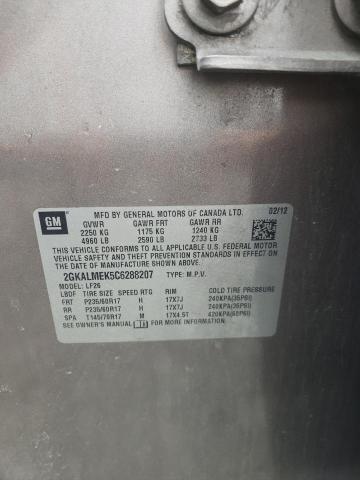 GM
MFD BY GENERAL MOTORS OF CANADA LTD.
02/12
GVWR GAWR FRT GAWR RR
2250 KG 1175 KG 1240 KG
4960 LB 2590 LB 2733 LB
THIS VEHICLE CONFORMS TO ALL APPLICABLE U.S. FEDERAL MOTOR
VEHICLE SAFETY AND THEFT PREVENTION STANDARDS IN EFFECT ON
THE DATE OF MANUFACTURE SHOWN ABOVE.
2GKALMEK5C6288207 TYPE: M.P.V.
MODEL: LF26
LBDF TIRE SIZE SPEED RTG RIM COLD TIRE PRESSURE
FRT P235/60R17 H 17X7J 240KPA(35PSI)
RR P235/60R17 H 17X7J 240KPA(35PSI)
SPA T145/70R17 M 17X4.5T 420KPA(60PSI)
SEE OWNER'S MANUAL FOR MORE INFORMATION.